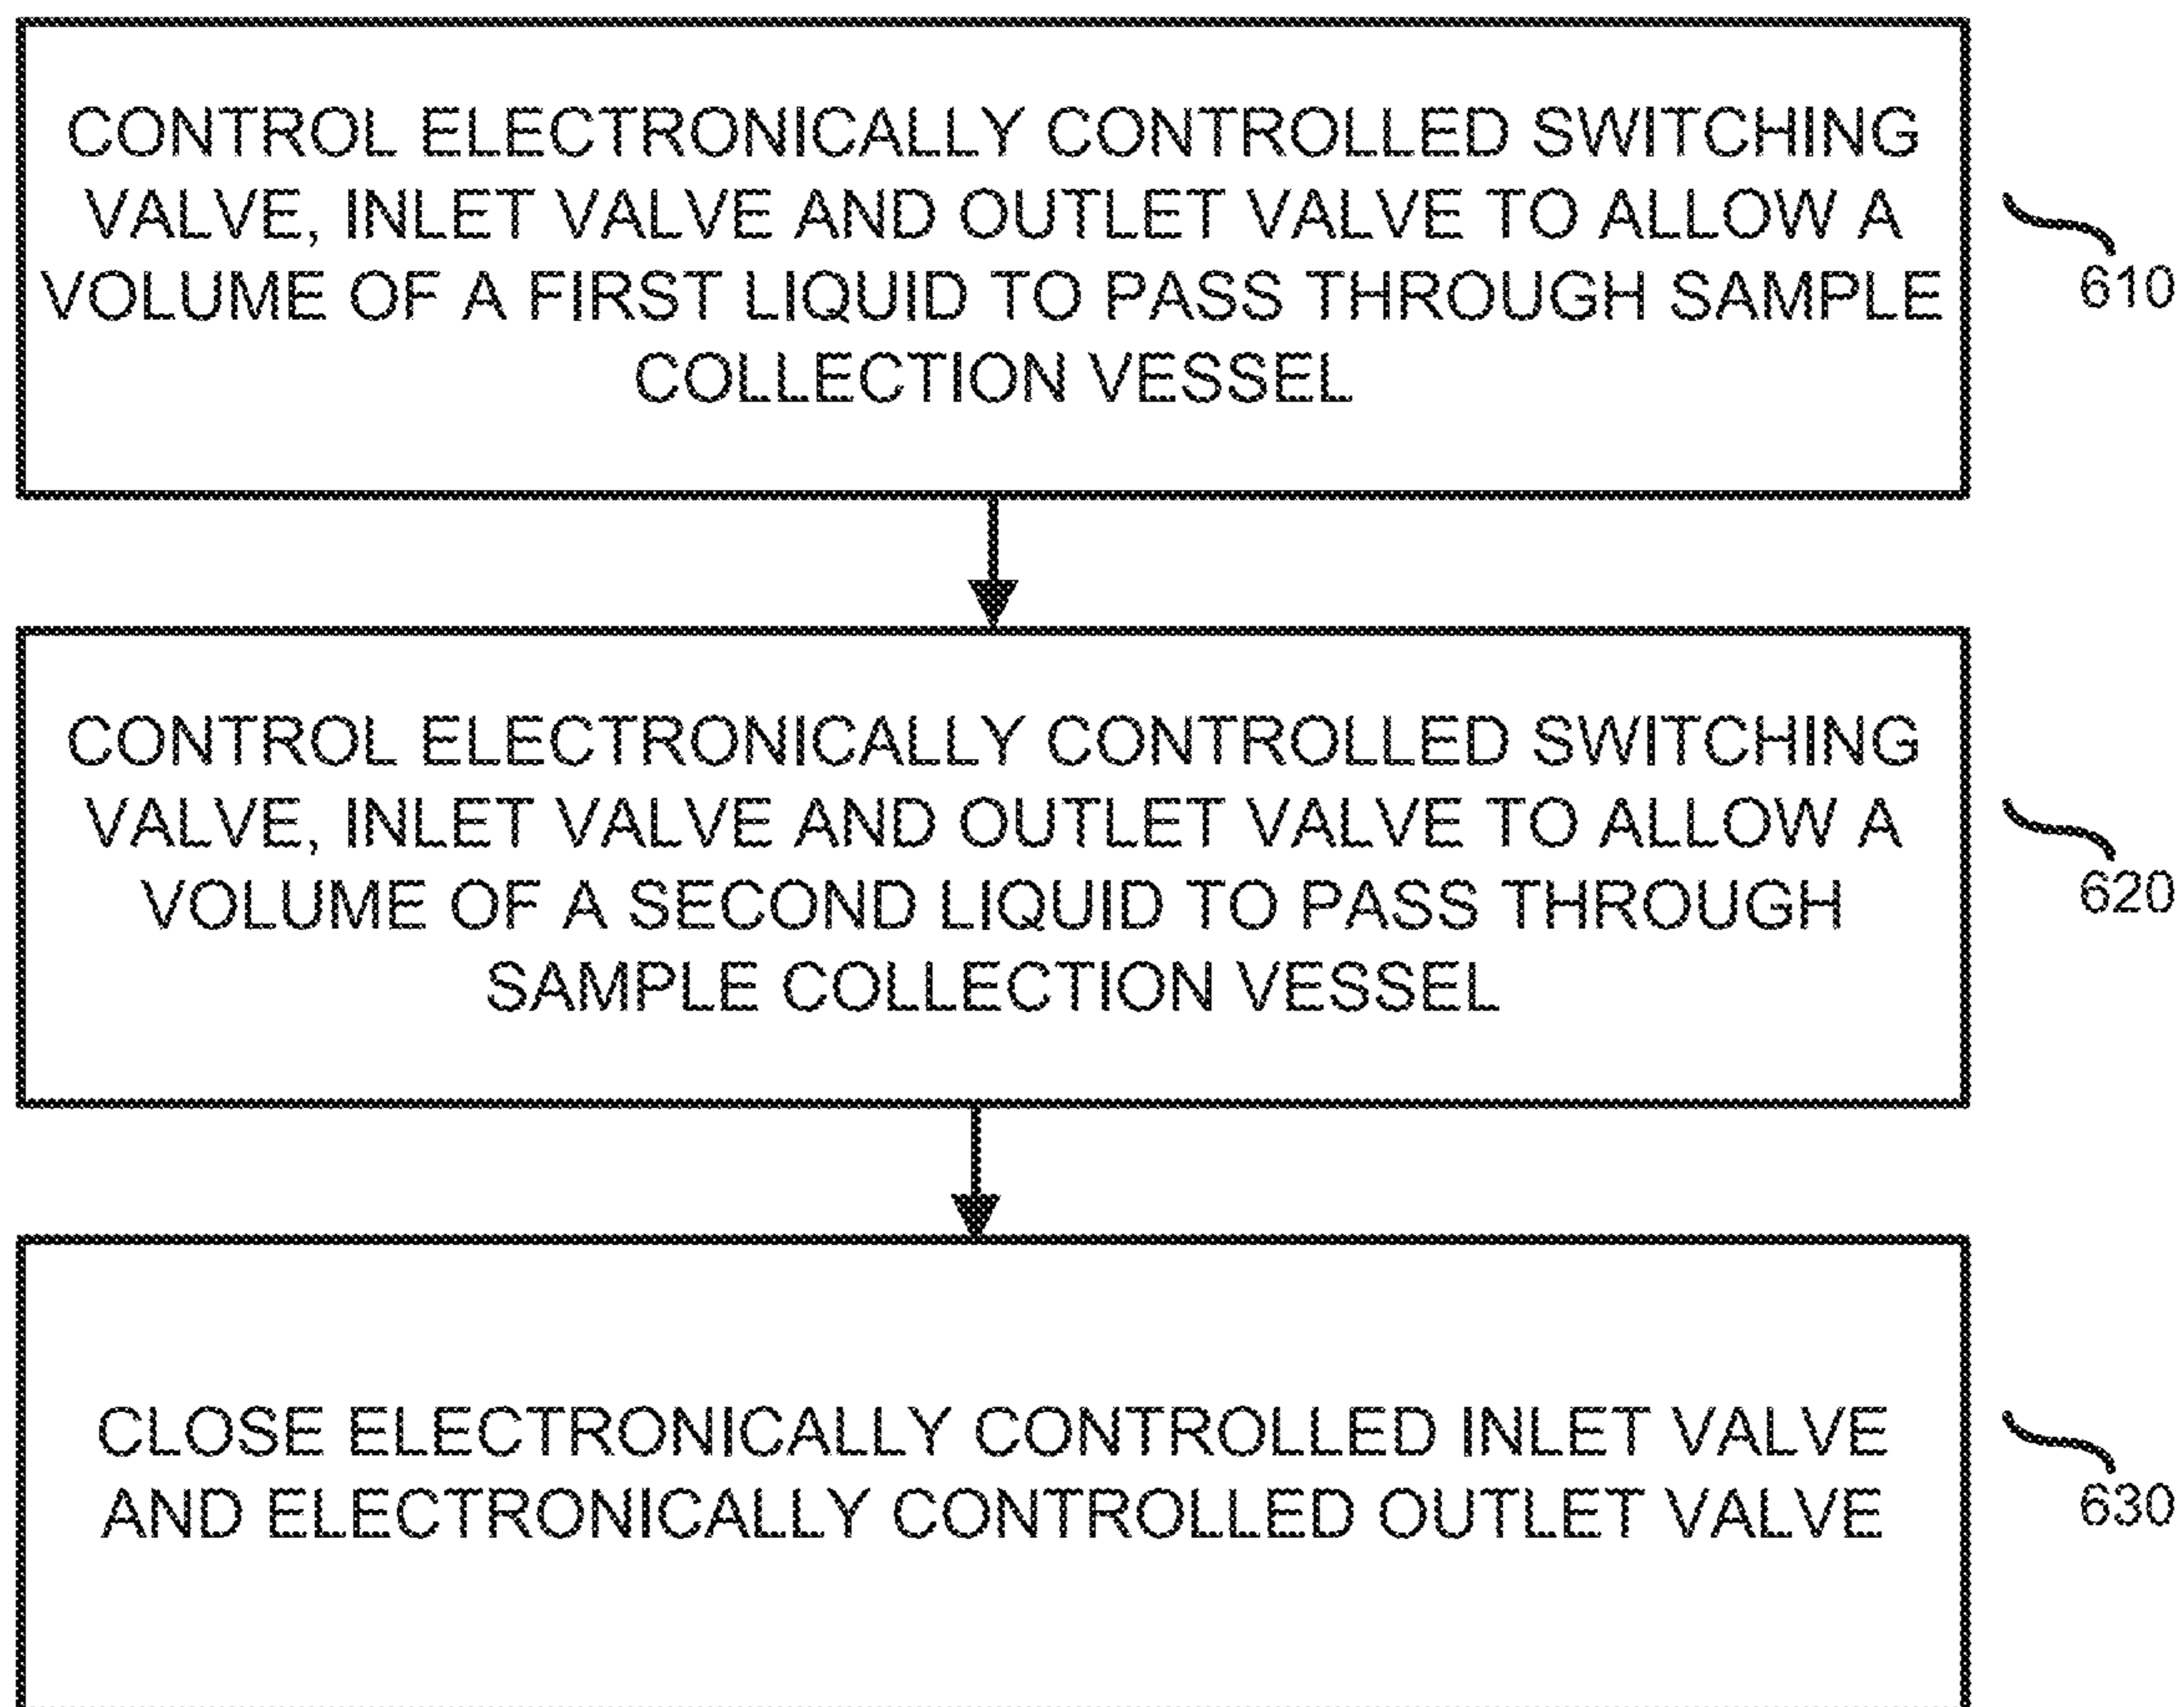 CONTROL ELECTRONICALLY CONTROLLED SWITCHING
VALVE, INLET VALVE AND OUTLET VALVE TO ALLOW A
VOLUME OF A FIRST LIQUID TO PASS THROUGH SAMPLE
COLLECTION VESSEL
610
CONTROL ELECTRONICALLY CONTROLLED SWITCHING
VALVE, INLET VALVE AND OUTLET VALVE TO ALLOW A
VOLUME OF A SECOND LIQUID TO PASS THROUGH
SAMPLE COLLECTION VESSEL
620
CLOSE ELECTRONICALLY CONTROLLED INLET VALVE
AND ELECTRONICALLY CONTROLLED OUTLET VALVE
630